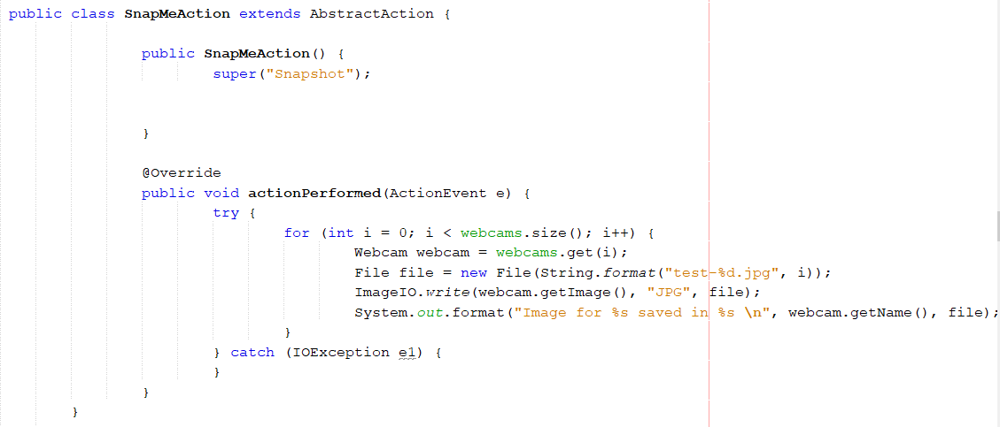 public class SnapMeAction extends AbstractAction {
public SnapMeAction() {
super("Snapshot");
}
@Override
public void actionPerformed(ActionEvent e) {
try {
for (int i = 0; i < webcams.size(); i++) {
Webcam webcam = webcams.get(i);
File file = new File(String.format("test-%d.jpg", i));
ImageIO.write(webcam.getImage(), "JPG", file);
System.out.format("Image for %s saved in %s \n", webcam.getName(), file);
}
} catch (IOException e1) {
}
}
}